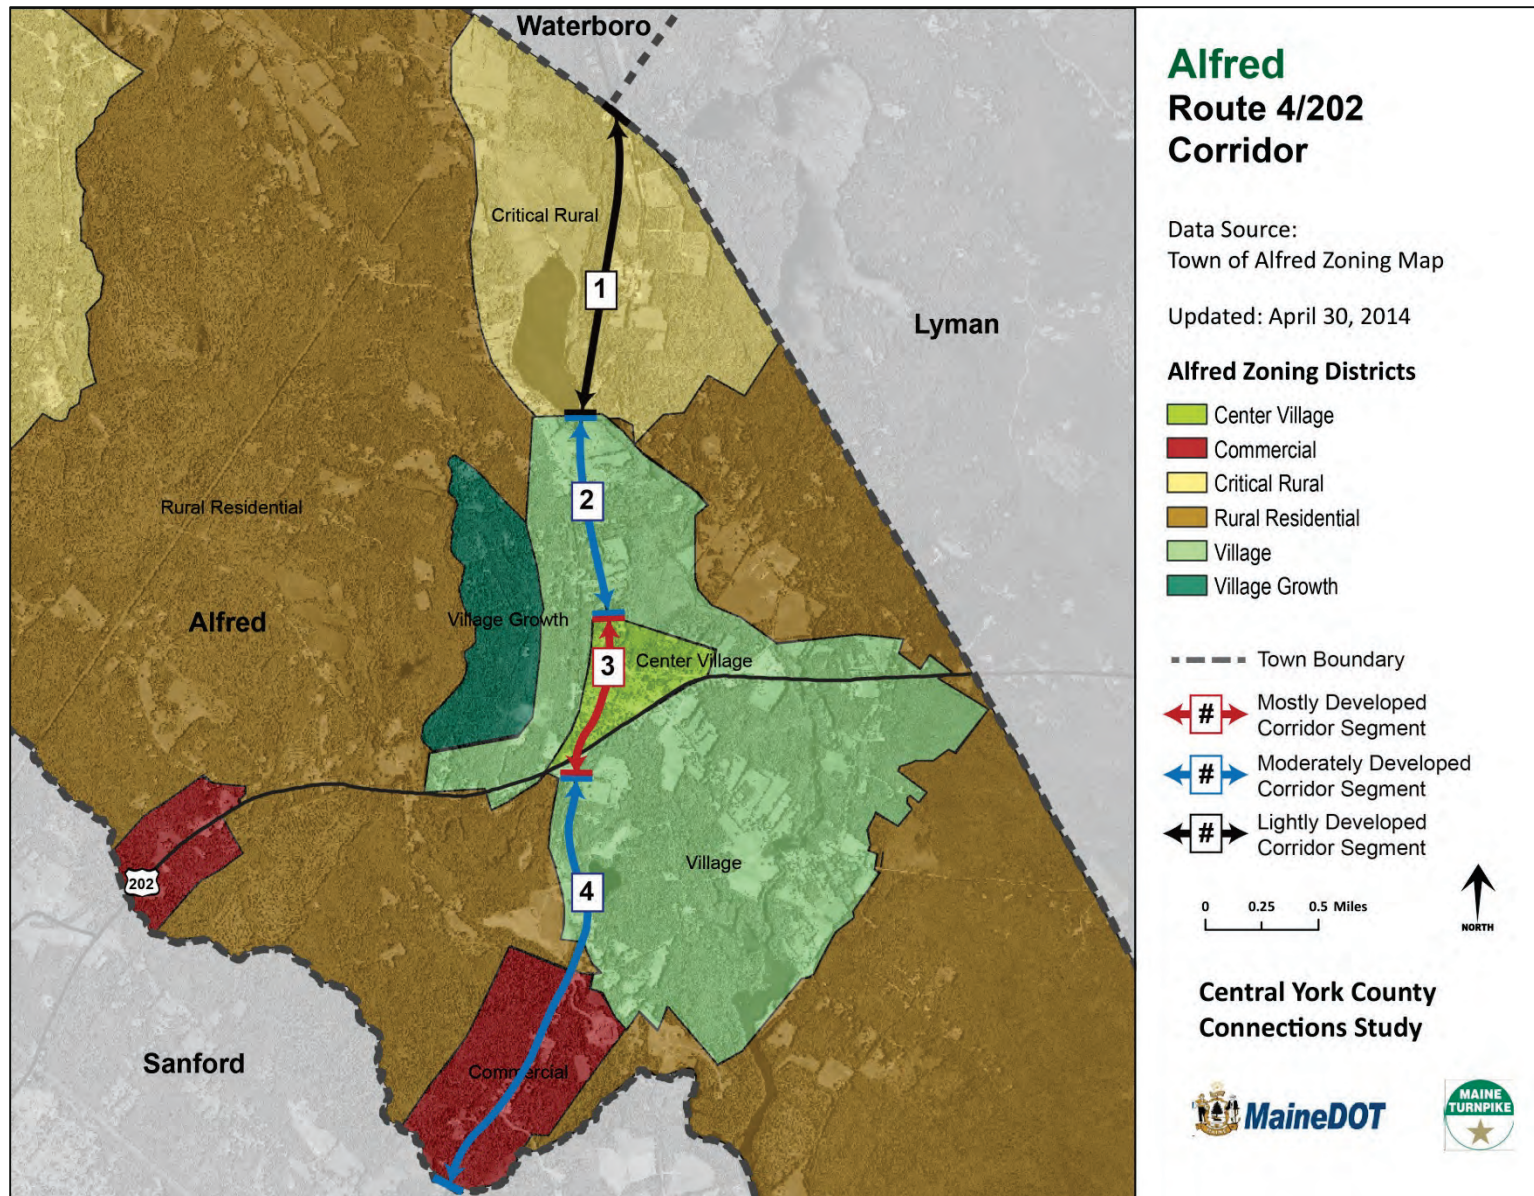 Waterboro
Critical Rural
1
Lyman
2
Rural Residential
Alfred
Village Growth
3
Center Village
202
4
Village
Sanford
Commercial
Alfred
Route 4/202
Corridor
Data Source:
Town of Alfred Zoning Map
Updated: April 30, 2014
Alfred Zoning Districts
Center Village
Commercial
Critical Rural
Rural Residential
Village
Village Growth
Town Boundary
# Mostly Developed
Corridor Segment
# Moderately Developed
Corridor Segment
# Lightly Developed
Corridor Segment
0 0.25 0.5 Miles
NORTH
Central York County
Connections Study
MaineDOT
MAINE
TURNPIKE